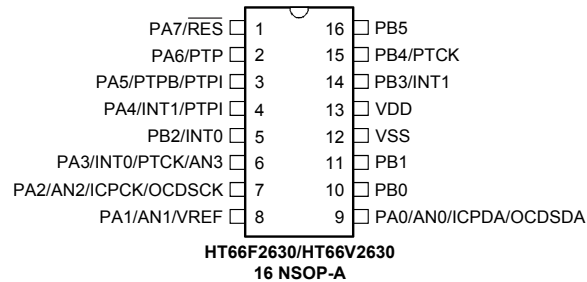 PA7/RES 1 16 PB5
PA6/PTP 2 15 PB4/PTCK
PA5/PTPB/PTPI 3 14 PB3/INT1
PA4/INT1/PTPI 4 13 VDD
PB2/INT0 5 12 VSS
PA3/INT0/PTCK/AN3 6 11 PB1
PA2/AN2/ICPCK/OCDSCK 7 10 PB0
PA1/AN1/VREF 8 9 PA0/AN0/ICPDA/OCDSDA
HT66F2630/HT66V2630
16 NSOP-A